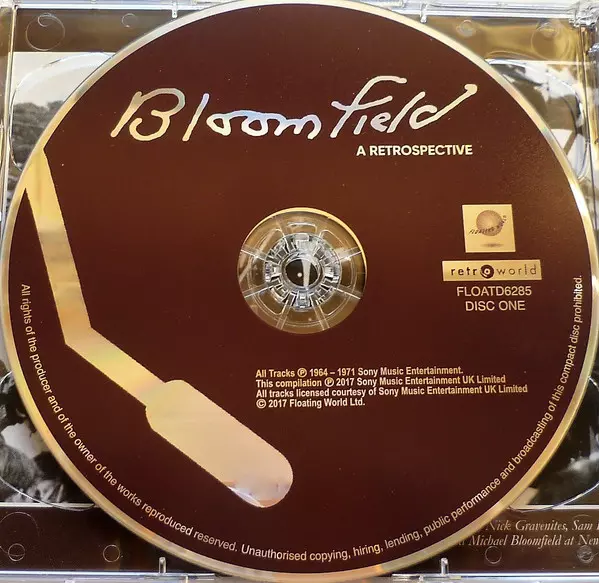 Bloomfield
A RETROSPECTIVE
FLOATING WORLD
retroworld
FLOATD6285
DISC ONE
All Tracks ℗ 1964 – 1971 Sony Music Entertainment.
This compilation ℗ 2017 Sony Music Entertainment UK Limited
All tracks licensed courtesy of Sony Music Entertainment UK Limited
© 2017 Floating World Ltd.
All rights of the producer and of the owner of the works reproduced reserved. Unauthorised copying, hiring, lending, public performance and broadcasting of this compact disc prohibited.
Nick Gravenites, Sam
Michael Bloomfield at New